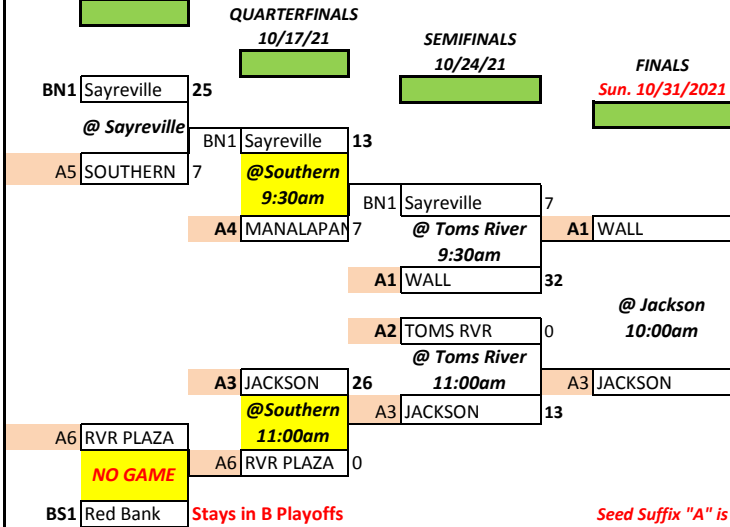 QUARTERFINALS
10/17/21
SEMIFINALS
10/24/21
FINALS
Sun. 10/31/2021
BN1 Sayreville 25
@ Sayreville
BN1 Sayreville 13
A5 SOUTHERN 7
@Southern
9:30am
BN1 Sayreville 7
A4 MANALAPAN 7
@ Toms River
9:30am
A1 WALL
A1 WALL 32
@ Jackson
10:00am
A2 TOMS RVR 0
@ Toms River
11:00am
A3 JACKSON 26
A3 JACKSON
@Southern
11:00am
A3 JACKSON 13
A6 RVR PLAZA
NO GAME
A6 RVR PLAZA 0
BS1 Red Bank Stays in B Playoffs
Seed Suffix "A" is